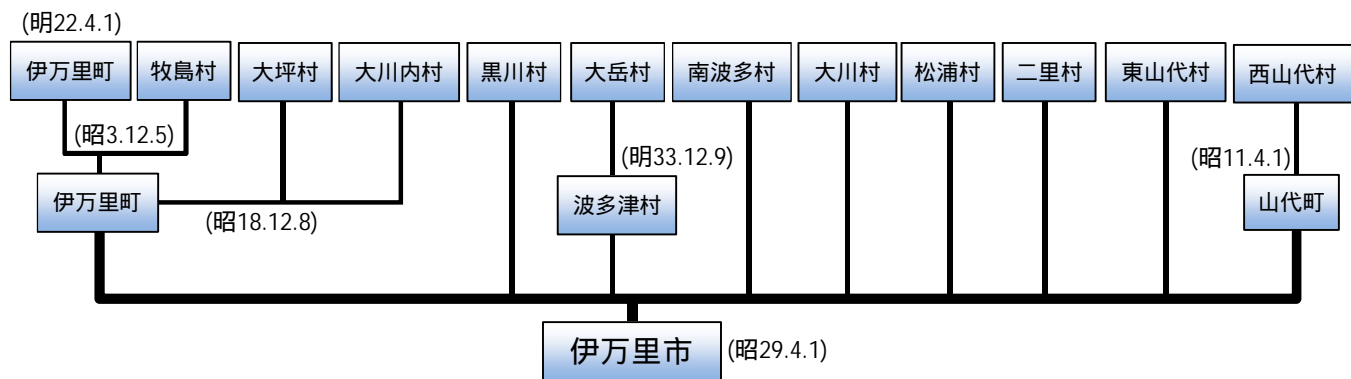 (明22.4.1)
伊万里町 牧島村 大坪村 大川内村 黒川村 大岳村 南波多村 大川村 松浦村 二里村 東山代村 西山代村
(昭3.12.5)
(明33.12.9)
(昭11.4.1)
伊万里町
波多津村
山代町
(昭18.12.8)
伊万里市
(昭29.4.1)